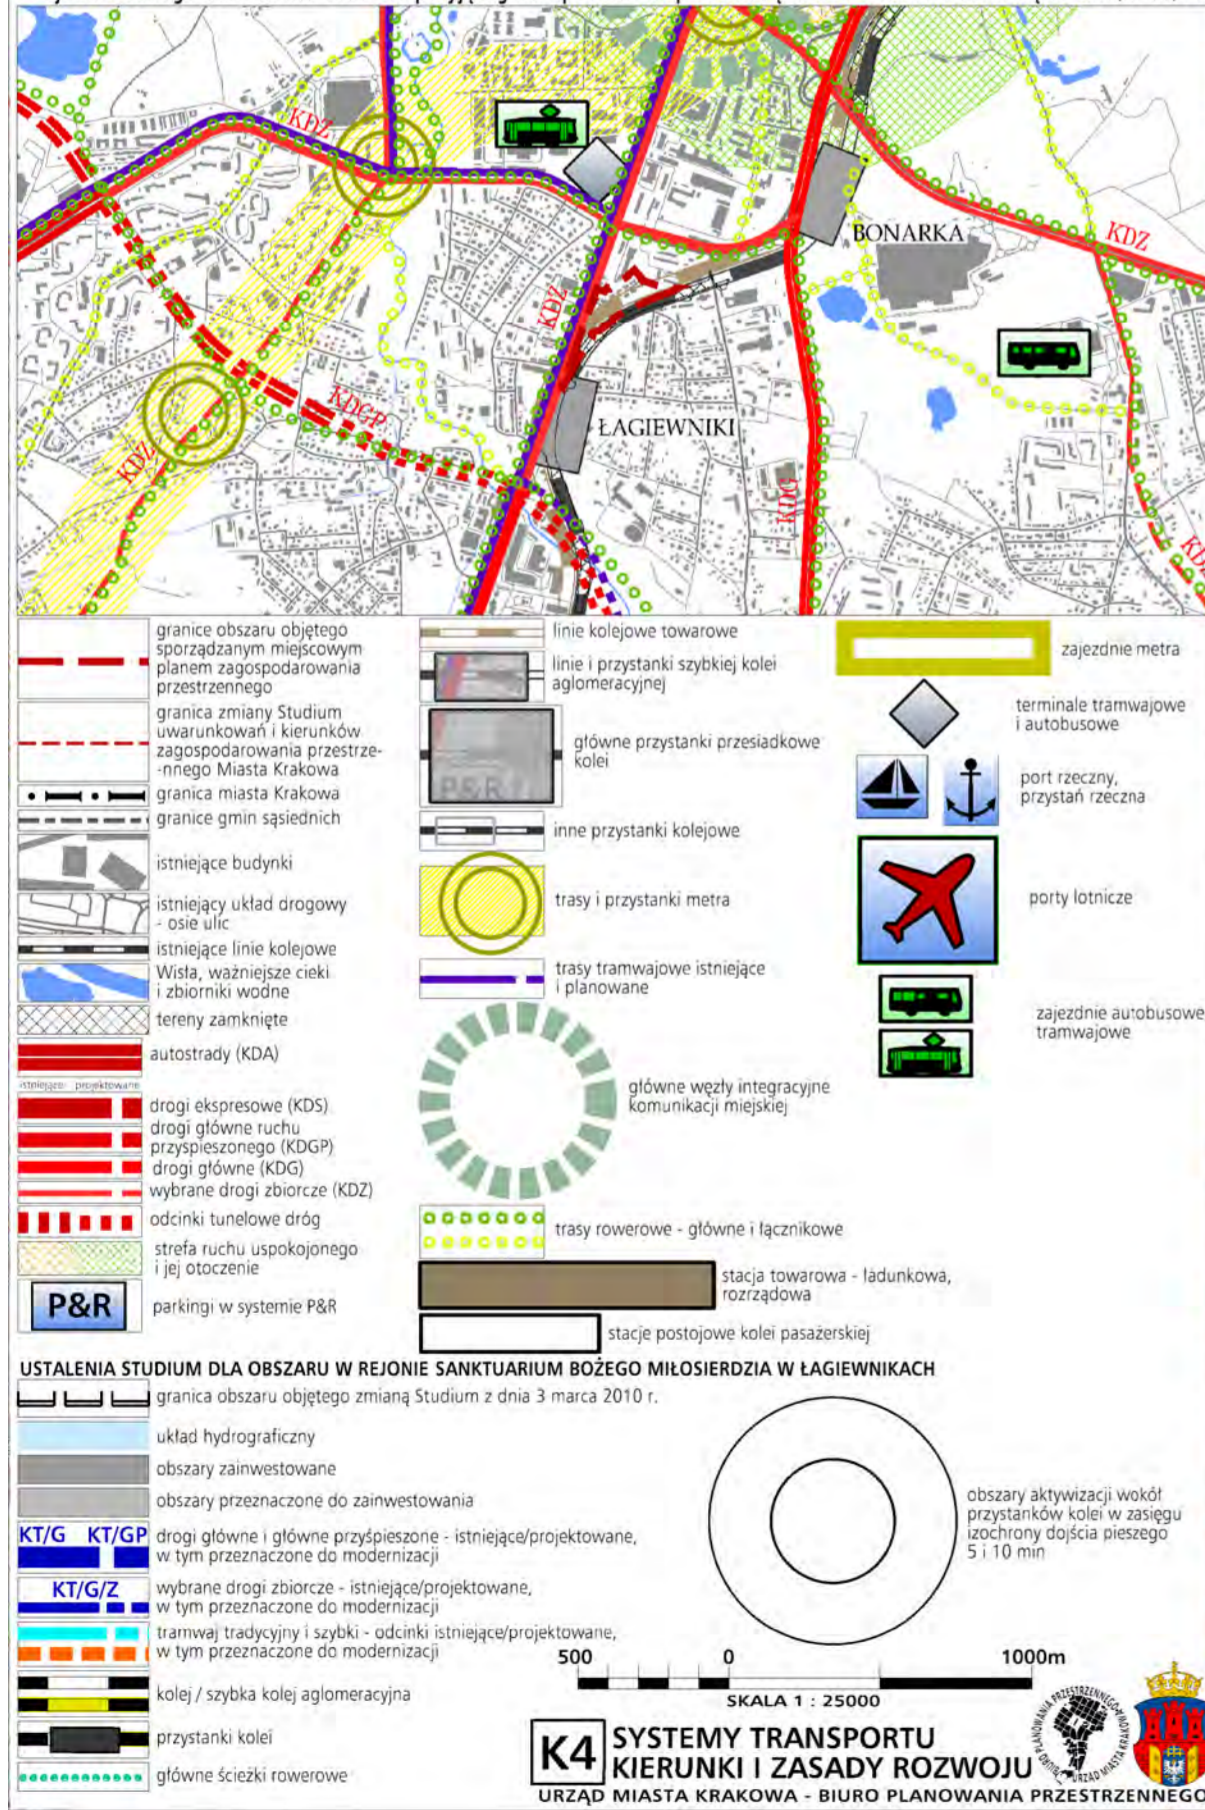 KDZ
KDZ
BONARKA
KDZ
KDGP
ŁAGIEWNIKI
KDZ
KDG
granice obszaru objętego
sporządzanym miejscowym
planem zagospodarowania
przestrzennego
granica zmiany Studium
uwarunkowań i kierunków
zagospodarowania przestrze-
-nnego Miasta Krakowa
granica miasta Krakowa
granice gmin sąsiednich
istniejące budynki
istniejący układ drogowy
- osie ulic
istniejące linie kolejowe
Wisła, ważniejsze cieki
i zbiorniki wodne
tereny zamknięte
autostrady (KDA)
istniejące projektowane
drogi ekspresowe (KDS)
drogi główne ruchu
przyspieszonego (KDGP)
drogi główne (KDG)
wybrane drogi zbiorcze (KDZ)
odcinki tunelowe dróg
strefa ruchu uspokojonego
i jej otoczenie
P&R
parkingi w systemie P&R
linie kolejowe towarowe
linie i przystanki szybkiej kolei
aglomeracyjnej
P&R
główne przystanki przesiadkowe
kolei
inne przystanki kolejowe
trasy i przystanki metra
trasy tramwajowe istniejące
i planowane
główne węzły integracyjne
komunikacji miejskiej
trasy rowerowe - główne i łącznikowe
stacja towarowa - ładunkowa,
rozrządowa
stacje postojowe kolei pasażerskiej
zajezdnie metra
terminale tramwajowe
i autobusowe
port rzeczny,
przystań rzeczna
porty lotnicze
zajezdnie autobusowe
tramwajowe
USTALENIA STUDIUM DLA OBSZARU W REJONIE SANKTUARIUM BOŻEGO MIŁOSIERDZIA W ŁAGIEWNIKACH
granica obszaru objętego zmianą Studium z dnia 3 marca 2010 r.
układ hydrograficzny
obszary zainwestowane
obszary przeznaczone do zainwestowania
KT/G KT/GP
drogi główne i główne przyśpieszone - istniejące/projektowane,
w tym przeznaczone do modernizacji
KT/G/Z
wybrane drogi zbiorcze - istniejące/projektowane,
w tym przeznaczone do modernizacji
tramwaj tradycyjny i szybki - odcinki istniejące/projektowane,
w tym przeznaczone do modernizacji
kolej / szybka kolej aglomeracyjna
przystanki kolei
główne ścieżki rowerowe
obszary aktywizacji wokół
przystanków kolei w zasięgu
izochrony dojścia pieszego
5 i 10 min
500 0 1000m
SKALA 1 : 25000
K4
SYSTEMY TRANSPORTU
KIERUNKI I ZASADY ROZWOJU
URZĄD MIASTA KRAKOWA - BIURO PLANOWANIA PRZESTRZENNEGO